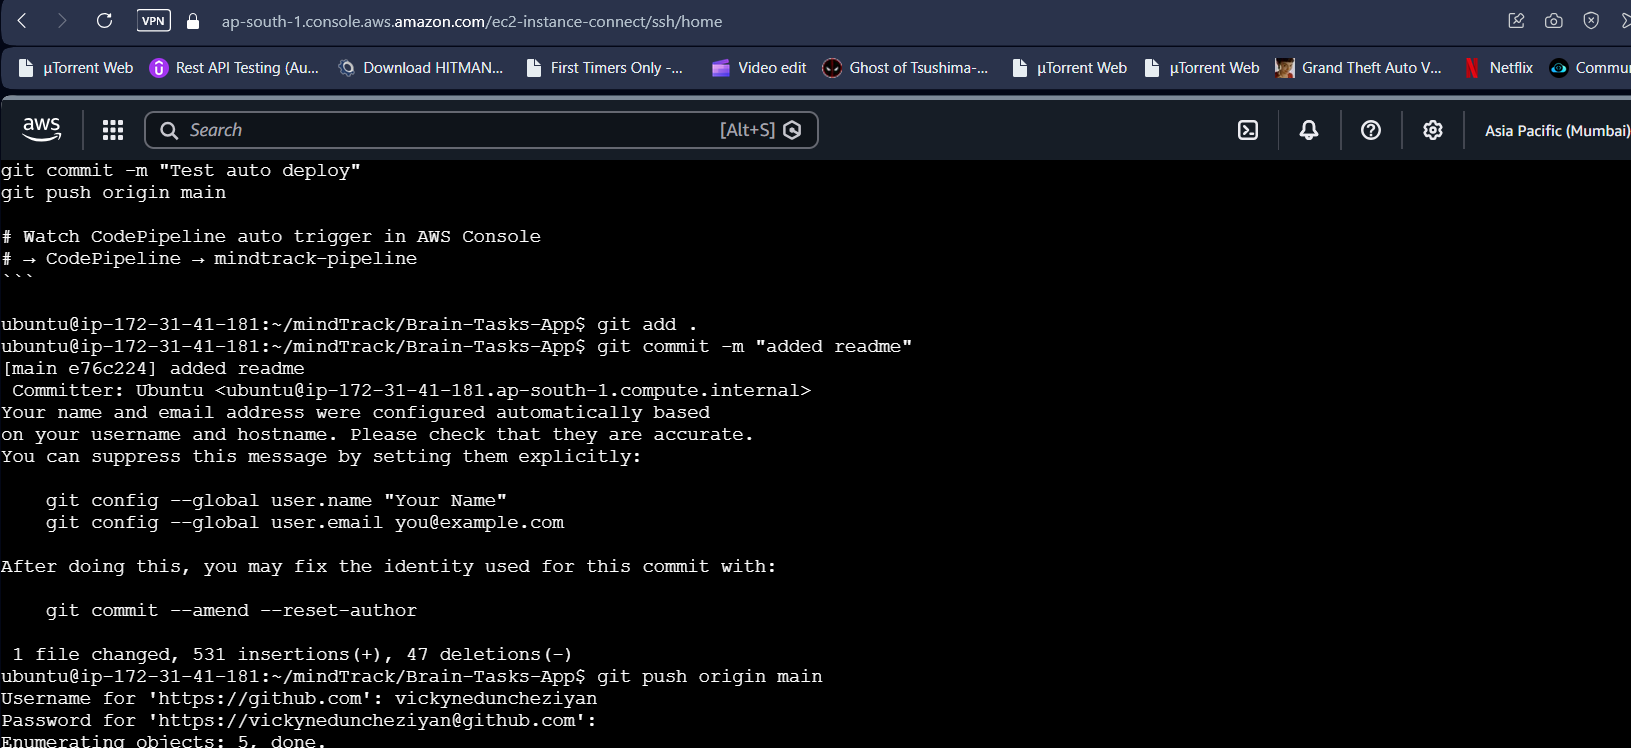 VPN
ap-south-1.console.aws.amazon.com/ec2-instance-connect/ssh/home
µTorrent Web
Rest API Testing (Au...
Download HITMAN...
First Timers Only -...
Video edit
Ghost of Tsushima-...
µTorrent Web
µTorrent Web
Grand Theft Auto V...
Netflix
aws
Search
[Alt+S]
Asia Pacific (Mumbai)
git commit -m "Test auto deploy"
git push origin main
# Watch CodePipeline auto trigger in AWS Console
# → CodePipeline → mindtrack-pipeline
```
ubuntu@ip-172-31-41-181:~/mindTrack/Brain-Tasks-App$ git add .
ubuntu@ip-172-31-41-181:~/mindTrack/Brain-Tasks-App$ git commit -m "added readme"
[main e76c224] added readme
Committer: Ubuntu <ubuntu@ip-172-31-41-181.ap-south-1.compute.internal>
Your name and email address were configured automatically based
on your username and hostname. Please check that they are accurate.
You can suppress this message by setting them explicitly:
git config --global user.name "Your Name"
git config --global user.email you@example.com
After doing this, you may fix the identity used for this commit with:
git commit --amend --reset-author
1 file changed, 531 insertions(+), 47 deletions(-)
ubuntu@ip-172-31-41-181:~/mindTrack/Brain-Tasks-App$ git push origin main
Username for 'https://github.com': vickyneduncheziyan
Password for 'https://vickyneduncheziyan@github.com':
Enumerating objects: 5, done.